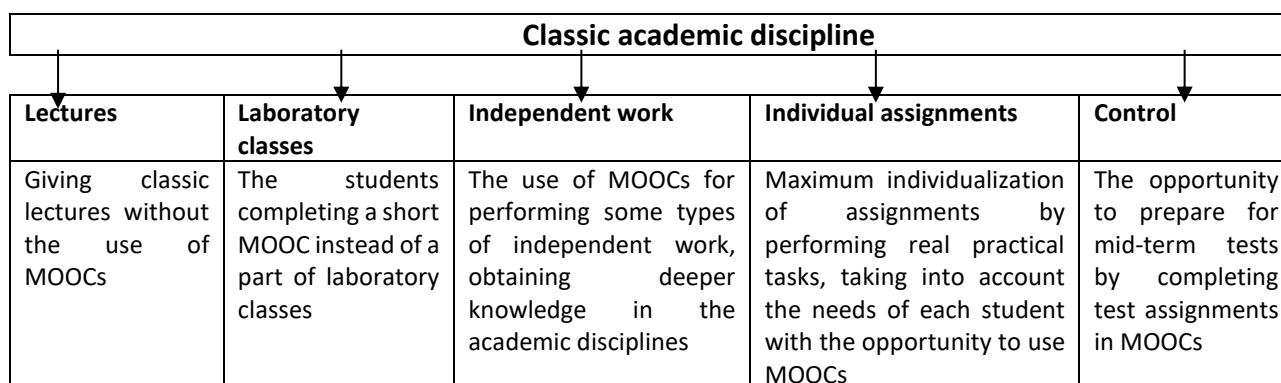 Classic academic discipline
Lectures
Laboratory
classes
Independent work
Individual assignments
Control
Giving classic
lectures without
the use of
MOOCs
The students
completing a short
MOOC instead of a
part of laboratory
classes
The use of MOOCs for
performing some types
of independent work,
obtaining deeper
knowledge in the
academic disciplines
Maximum individualization
of assignments by
performing real practical
tasks, taking into account
the needs of each student
with the opportunity to use
MOOCs
The opportunity
to prepare for
mid-term tests
by completing
test assignments
in MOOCs